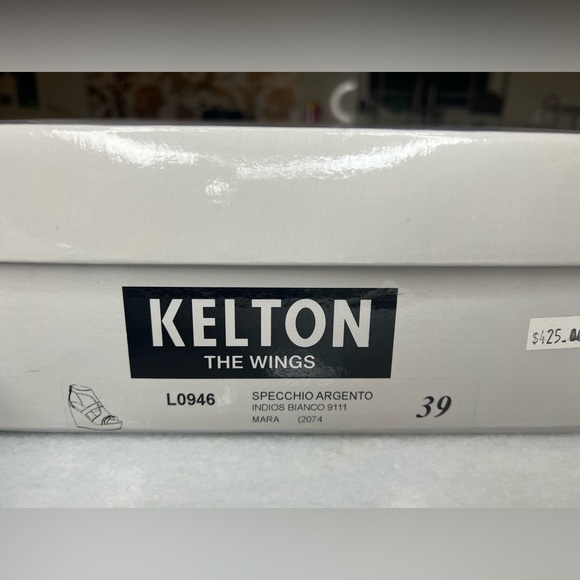 KELTON
THE WINGS
$425.00
L0946
SPECCHIO ARGENTO
INDIOS BIANCO 9111
MARA (2074
39